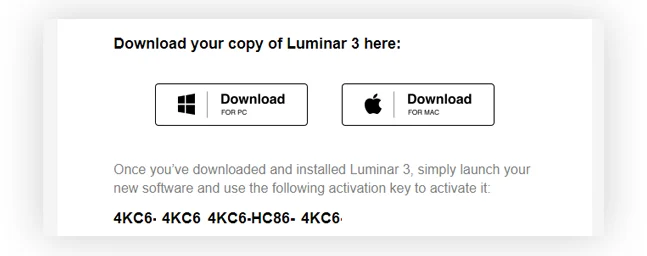 Download your copy of Luminar 3 here:
Download
FOR PC
Download
FOR MAC
Once you've downloaded and installed Luminar 3, simply launch your
new software and use the following activation key to activate it:
4KC6- 4KC6 4KC6-HC86- 4KC6-